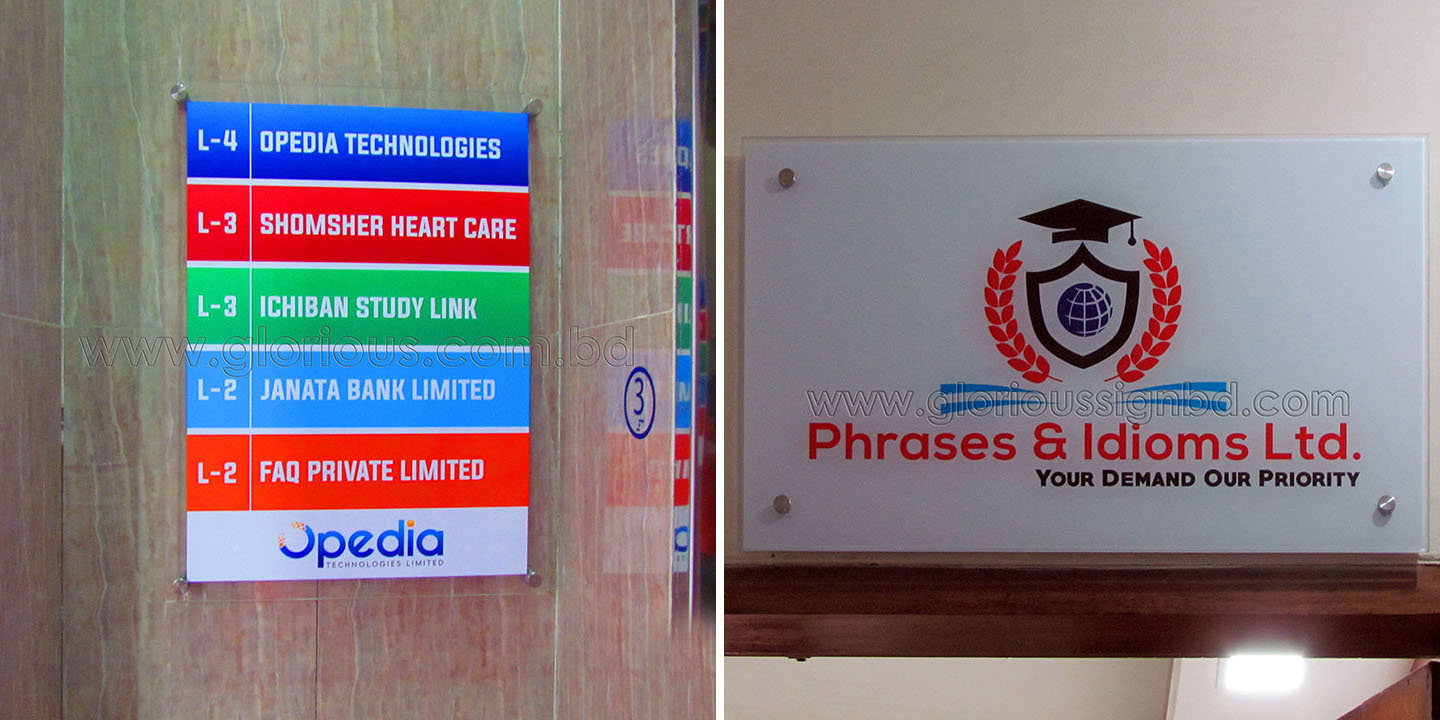 L-4 OPEDIA TECHNOLOGIES
L-3 SHOMSHER HEART CARE
L-3 ICHIBAN STUDY LINK
www.glorious.com.bd
L-2 JANATA BANK LIMITED
L-2 FAQ PRIVATE LIMITED
Opedia
TECHNOLOGIES LIMITED
3
www.glorioussignbd.com
Phrases & Idioms Ltd.
YOUR DEMAND OUR PRIORITY